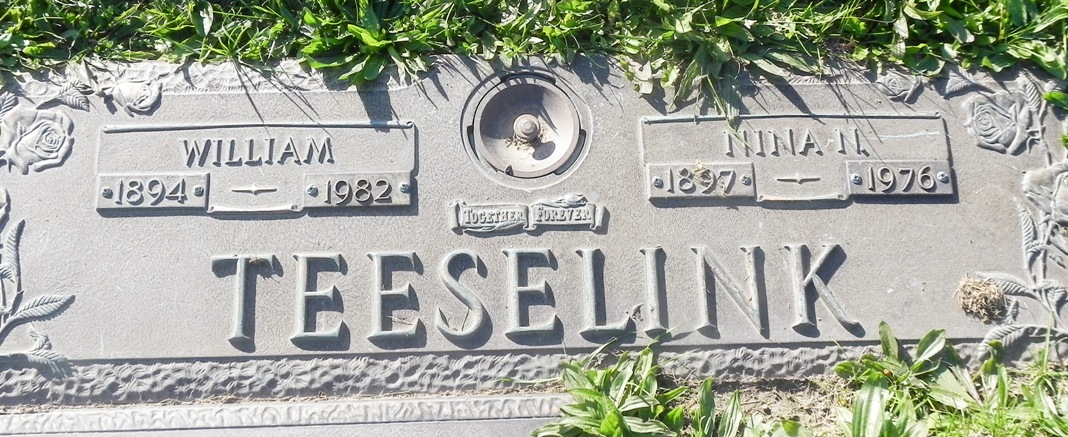 WILLIAM
1894 1982
NINA N.
1897 1976
TOGETHER FOREVER
TEESELINK